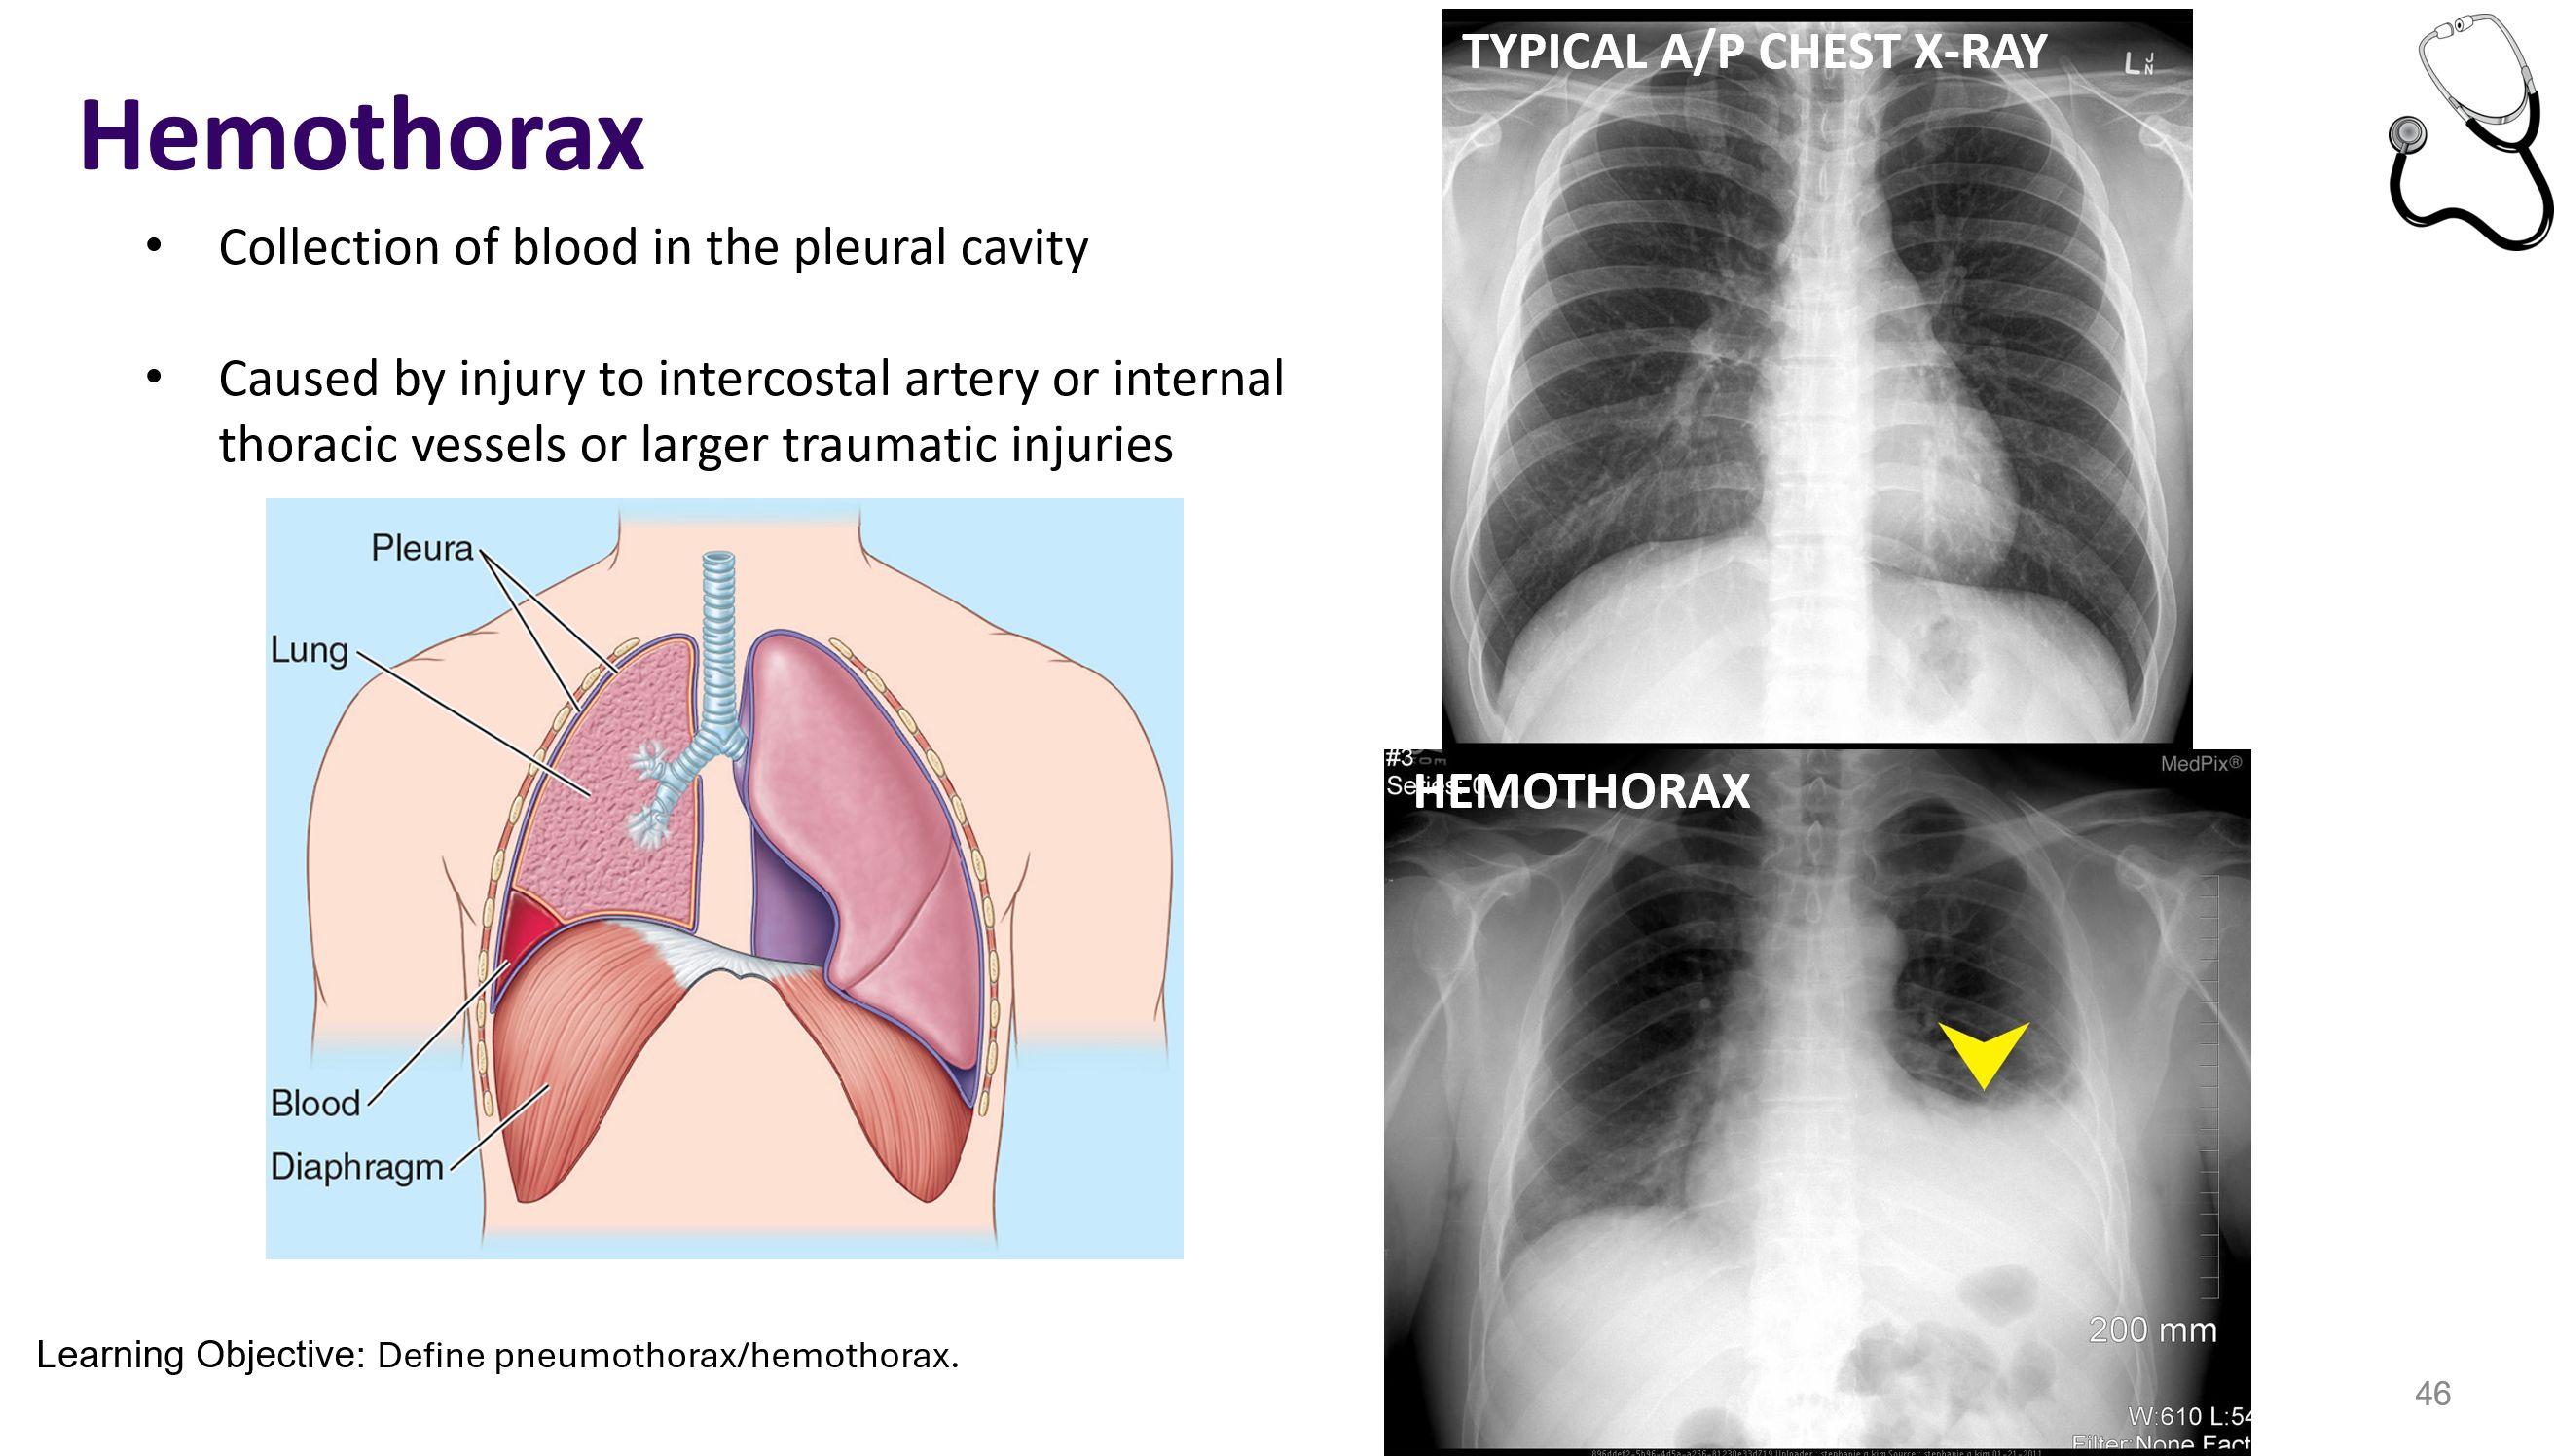 Hemothorax
• Collection of blood in the pleural cavity
• Caused by injury to intercostal artery or internal
thoracic vessels or larger traumatic injuries
Pleura
Lung
Blood
Diaphragm
Learning Objective: Define pneumothorax/hemothorax.
TYPICAL A/P CHEST X-RAY
L
#3
MedPix®
HEMOTHORAX
200 mm
W:610 L:54
Filter:None Fact
46